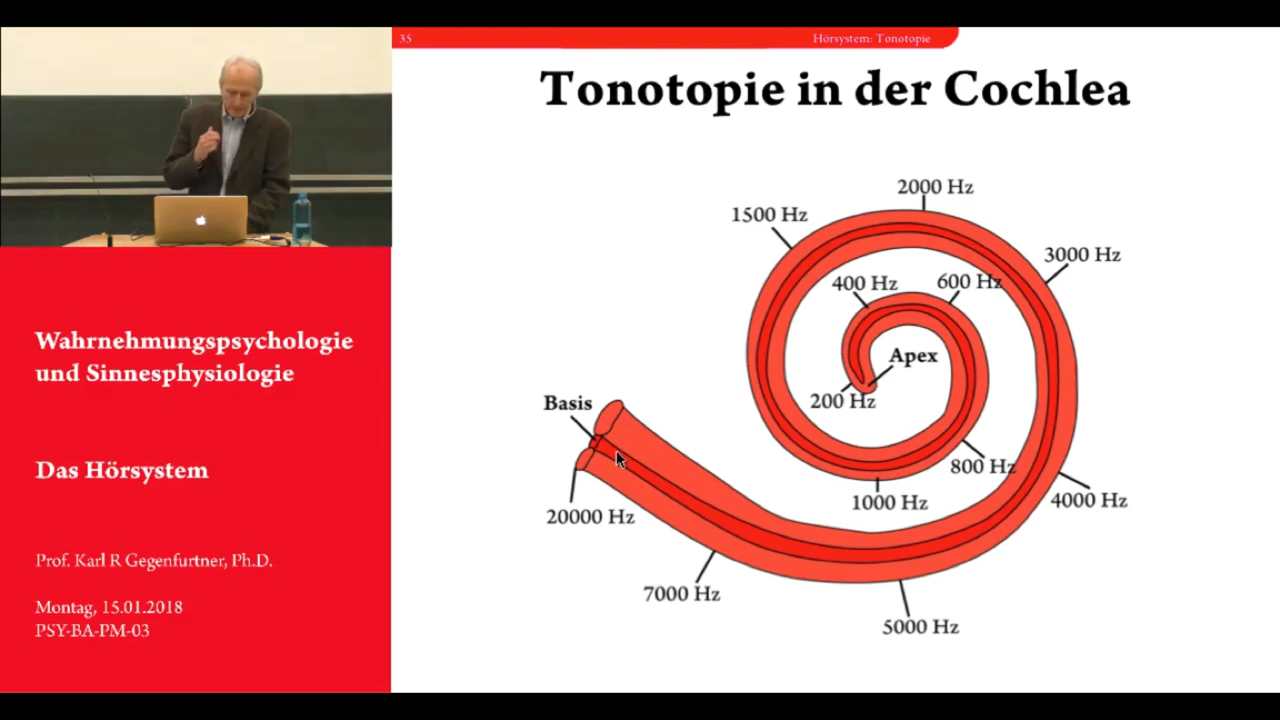 35
Hörsystem: Tonotopie
Tonotopie in der Cochlea
2000 Hz
1500 Hz
3000 Hz
400 Hz
600 Hz
Apex
200 Hz
Basis
800 Hz
4000 Hz
1000 Hz
20000 Hz
7000 Hz
5000 Hz
Wahrnehmungspsychologie
und Sinnesphysiologie
Das Hörsystem
Prof. Karl R Gegenfurtner, Ph.D.
Montag, 15.01.2018
PSY-BA-PM-03